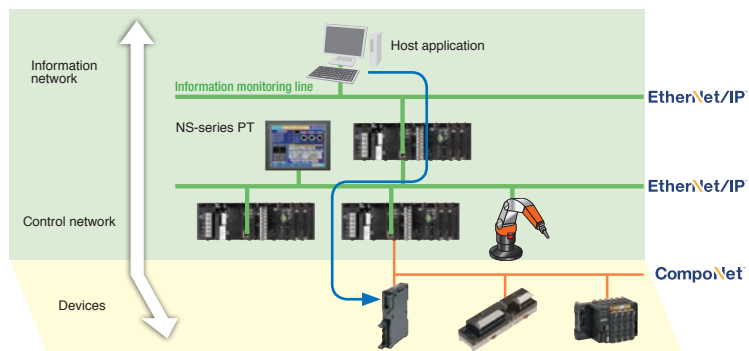 Host application
Information
network
Information monitoring line
EtherNet/IP
NS-series PT
EtherNet/IP
Control network
CompoNet
Devices